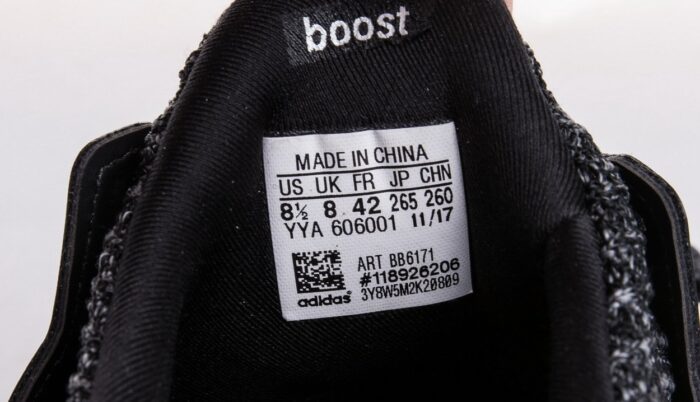 boost
MADE IN CHINA
US UK FR JP CHN
8½ 8 42 265 260
YYA 606001 11/17
ART BB6171
#118926206
adidas 3Y8W5M2K20809